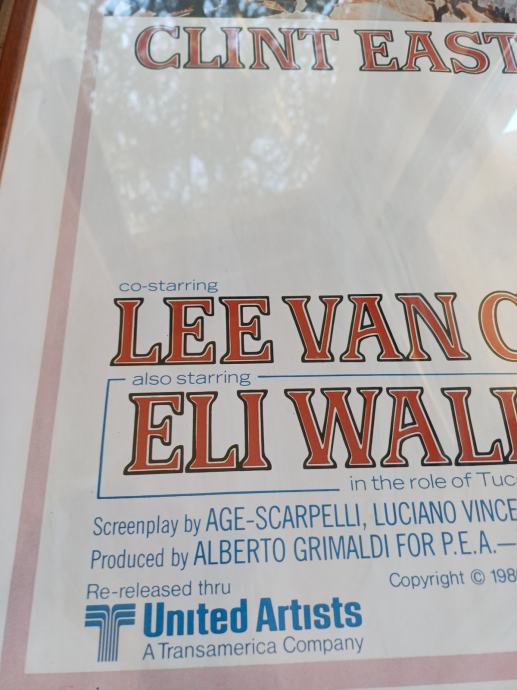 CLINT EAST
co-starring
LEE VAN C
also starring
ELI WALL
in the role of Tuc
Screenplay by AGE-SCARPELLI, LUCIANO VINCE
Produced by ALBERTO GRIMALDI FOR P.E.A.—
Copyright © 198
Re-released thru
United Artists
A Transamerica Company